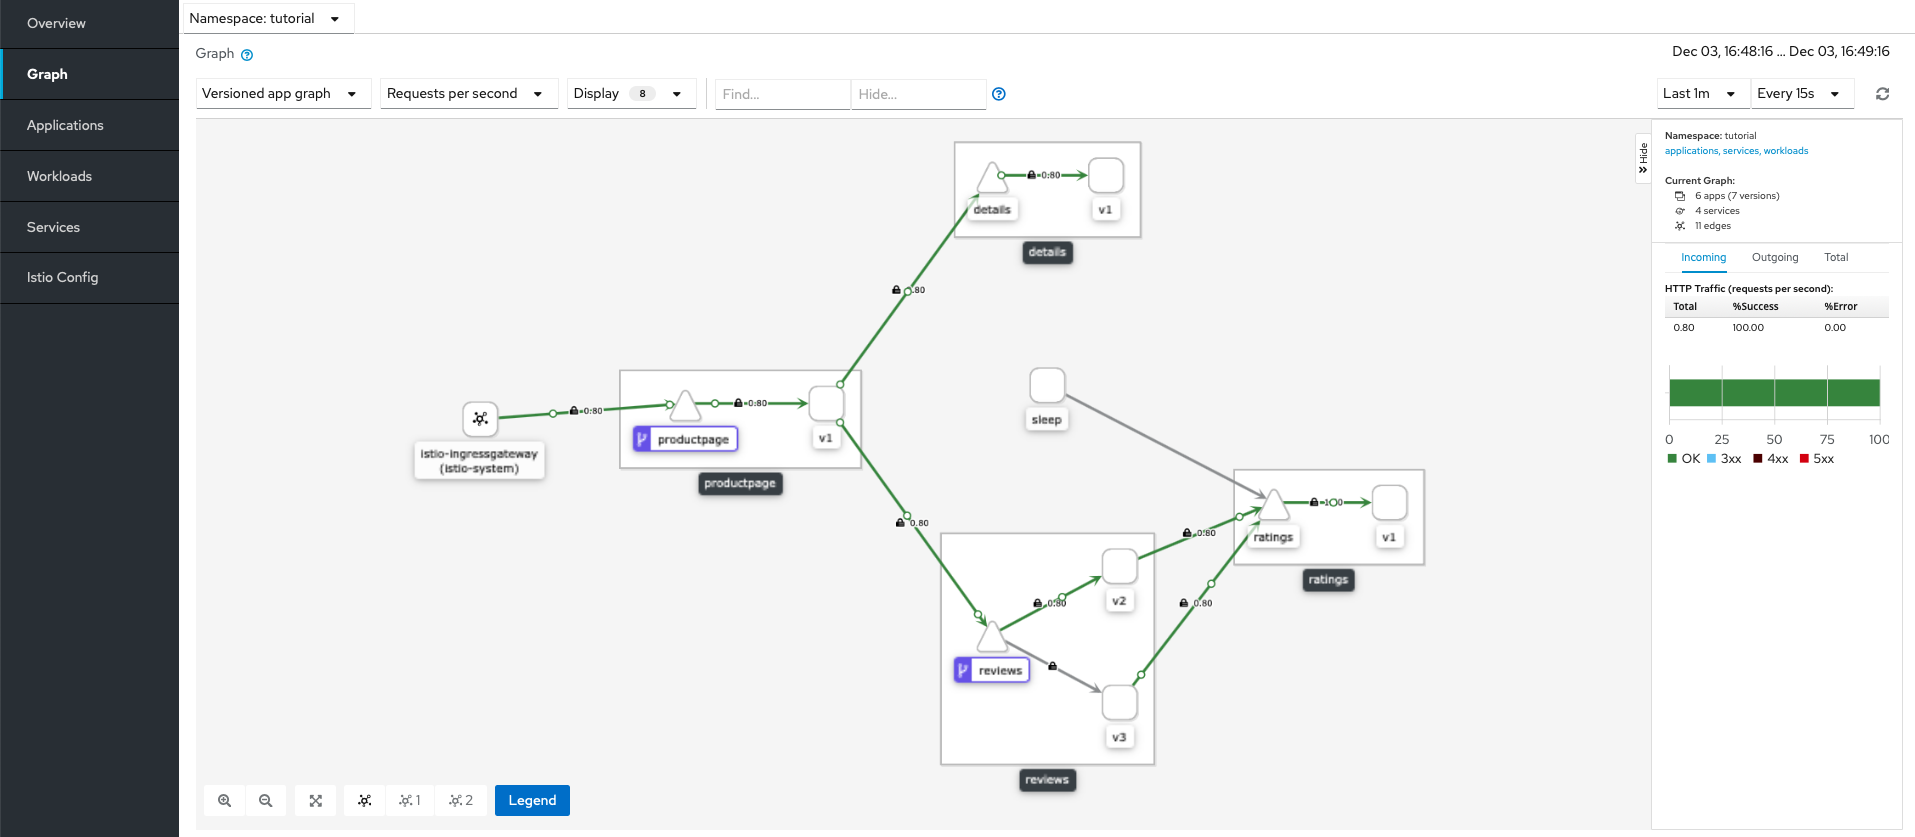 Overview
Graph
Applications
Workloads
Services
Istio Config
Namespace: tutorial
Graph
Dec 03, 16:48:16 ... Dec 03, 16:49:16
Versioned app graph
Requests per second
Display 8
Find...
Hide...
Last 1m
Every 15s
Hide
0.80
details
v1
details
.80
sleep
istio-ingressgateway
(istio-system)
0.80
0.80
productpage
v1
productpage
0.80
0.80
ratings
v1
ratings
0.80
0.80
v2
reviews
v3
reviews
Legend
1
2
Namespace: tutorial
applications, services, workloads
Current Graph:
6 apps (7 versions)
4 services
11 edges
Incoming Outgoing Total
HTTP Traffic (requests per second):
Total %Success %Error
0.80 100.00 0.00
0 25 50 75 100
OK 3xx 4xx 5xx